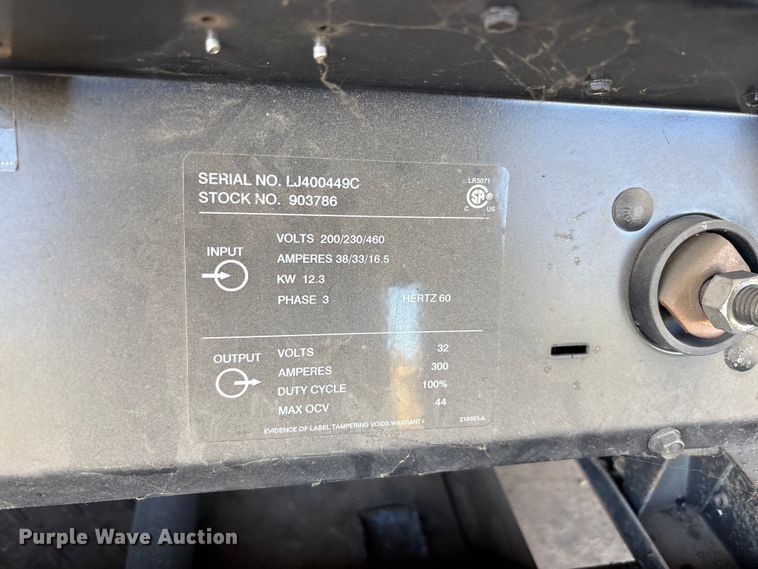 SERIAL NO. LJ400449C
STOCK NO. 903786
LR5071
SA
C US
INPUT
VOLTS 200/230/460
AMPERES 38/33/16.5
KW 12.3
PHASE 3 HERTZ 60
OUTPUT
VOLTS 32
AMPERES 300
DUTY CYCLE 100%
MAX OCV 44
218023-A
EVIDENCE OF LABEL TAMPERING VOIDS WARRANTY
Purple Wave Auction®